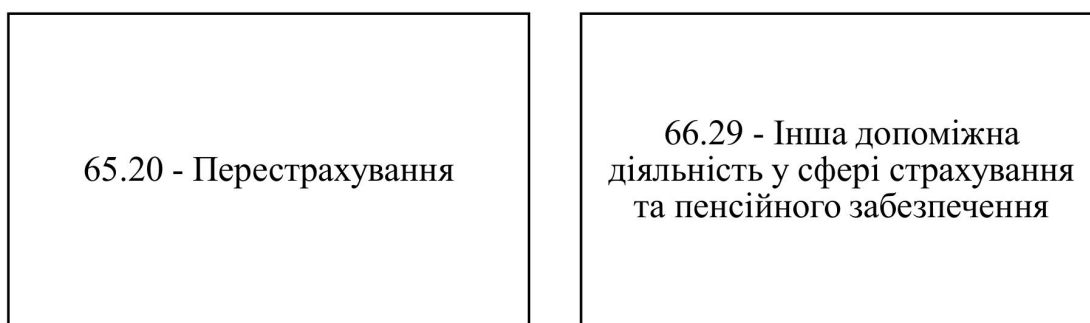 65.20 - Перестрахування
66.29 - Інша допоміжна
діяльність у сфері страхування
та пенсійного забезпечення